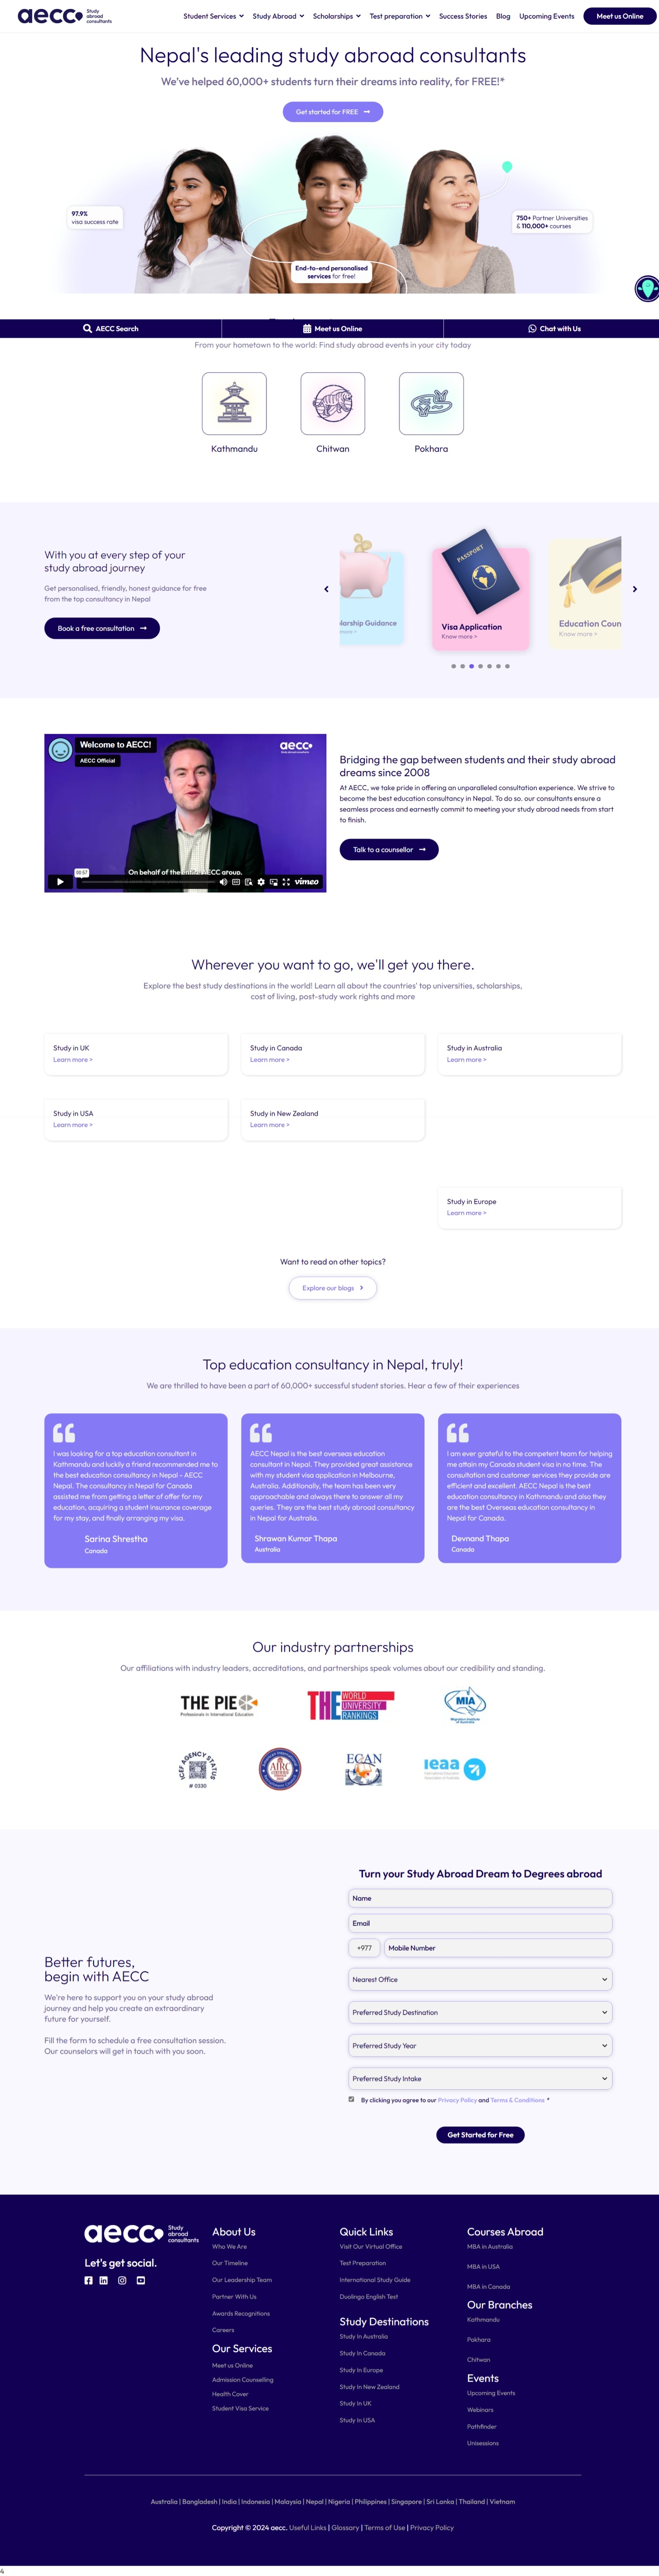 aecc Study abroad consultants
Student Services Study Abroad Scholarships Test preparation Success Stories Blog Upcoming Events Meet us Online
Nepal's leading study abroad consultants
We've helped 60,000+ students turn their dreams into reality, for FREE!*
Get started for FREE
97.9%
visa success rate
750+ Partner Universities
& 110,000+ courses
End-to-end personalised
services for free!
AECC Search Meet us Online Chat with Us
From your hometown to the world: Find study abroad events in your city today
Kathmandu Chitwan Pokhara
With you at every step of your
study abroad journey
Get personalised, friendly, honest guidance for free
from the top consultancy in Nepal
Book a free consultation
olarship Guidance
more >
PASSPORT
Visa Application
Know more >
Education Coun
Know more >
Welcome to AECC!
AECC Official
aecc
On behalf of the entire AECC group.
00:57
vimeo
Bridging the gap between students and their study abroad
dreams since 2008
At AECC, we take pride in offering an unparalleled consultation experience. We strive to
become the best education consultancy in Nepal. To do so. our consultants ensure a
seamless process and earnestly commit to meeting your study abroad needs from start
to finish.
Talk to a counsellor
Wherever you want to go, we'll get you there.
Explore the best study destinations in the world! Learn all about the countries' top universities, scholarships,
cost of living, post-study work rights and more
Study in UK
Learn more >
Study in Canada
Learn more >
Study in Australia
Learn more >
Study in USA
Learn more >
Study in New Zealand
Learn more >
Study in Europe
Learn more >
Want to read on other topics?
Explore our blogs >
Top education consultancy in Nepal, truly!
We are thrilled to have been a part of 60,000+ successful student stories. Hear a few of their experiences
I was looking for a top education consultant in
Kathmandu and luckily a friend recommended me to
the best education consultancy in Nepal - AECC
Nepal. The consultancy in Nepal for Canada
assisted me from getting a letter of offer for my
education, acquiring a student insurance coverage
for my stay, and finally arranging my visa.
Sarina Shrestha
Canada
AECC Nepal is the best overseas education
consultant in Nepal. They provided great assistance
with my student visa application in Melbourne,
Australia. Additionally, the team has been very
approachable and always there to answer all my
queries. They are the best study abroad consultancy
in Nepal for Australia.
Shrawan Kumar Thapa
Australia
I am ever grateful to the competent team for helping
me attain my Canada student visa in no time. The
consultation and customer services they provide are
efficient and excellent. AECC Nepal is the best
education consultancy in Kathmandu and also they
are the best Overseas education consultancy in
Nepal for Canada.
Devnand Thapa
Canada
Our industry partnerships
Our affiliations with industry leaders, accreditations, and partnerships speak volumes about our credibility and standing.
THE PIE
Professionals in International Education
THE WORLD UNIVERSITY RANKINGS
MIA
Migration Institute of Australia
ICEF AGENCY STATUS
# 0330
AIRC
ECAN
ieaa
Turn your Study Abroad Dream to Degrees abroad
Name
Email
+977 Mobile Number
Nearest Office
Preferred Study Destination
Preferred Study Year
Preferred Study Intake
By clicking you agree to our Privacy Policy and Terms & Conditions *
Get Started for Free
Better futures,
begin with AECC
We're here to support you on your study abroad
journey and help you create an extraordinary
future for yourself.
Fill the form to schedule a free consultation session.
Our counselors will get in touch with you soon.
aecc Study abroad consultants
Let's get social.
About Us
Who We Are
Our Timeline
Our Leadership Team
Partner With Us
Awards Recognitions
Careers
Our Services
Meet us Online
Admission Counselling
Health Cover
Student Visa Service
Quick Links
Visit Our Virtual Office
Test Preparation
International Study Guide
Duolingo English Test
Study Destinations
Study In Australia
Study In Canada
Study In Europe
Study In New Zealand
Study In UK
Study In USA
Courses Abroad
MBA in Australia
MBA in USA
MBA in Canada
Our Branches
Kathmandu
Pokhara
Chitwan
Events
Upcoming Events
Webinars
Pathfinder
Unisessions
Australia | Bangladesh | India | Indonesia | Malaysia | Nepal | Nigeria | Philippines | Singapore | Sri Lanka | Thailand | Vietnam
Copyright © 2024 aecc. Useful Links | Glossary | Terms of Use | Privacy Policy
4